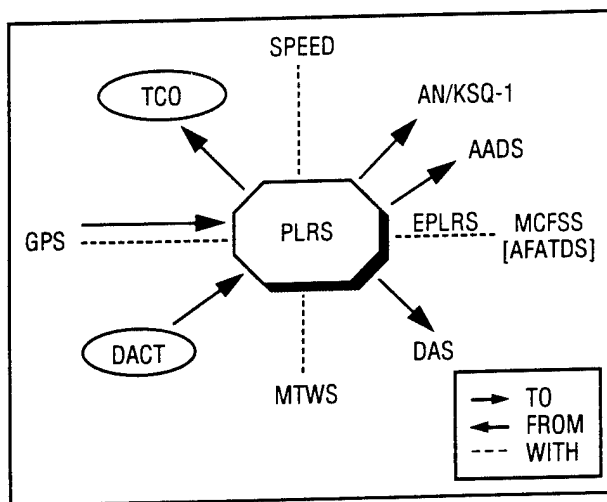 SPEED
TCO
AN/KSQ-1
AADS
GPS
PLRS
EPLRS
MCFSS
[AFATDS]
DACT
MTWS
DAS
TO
FROM
WITH